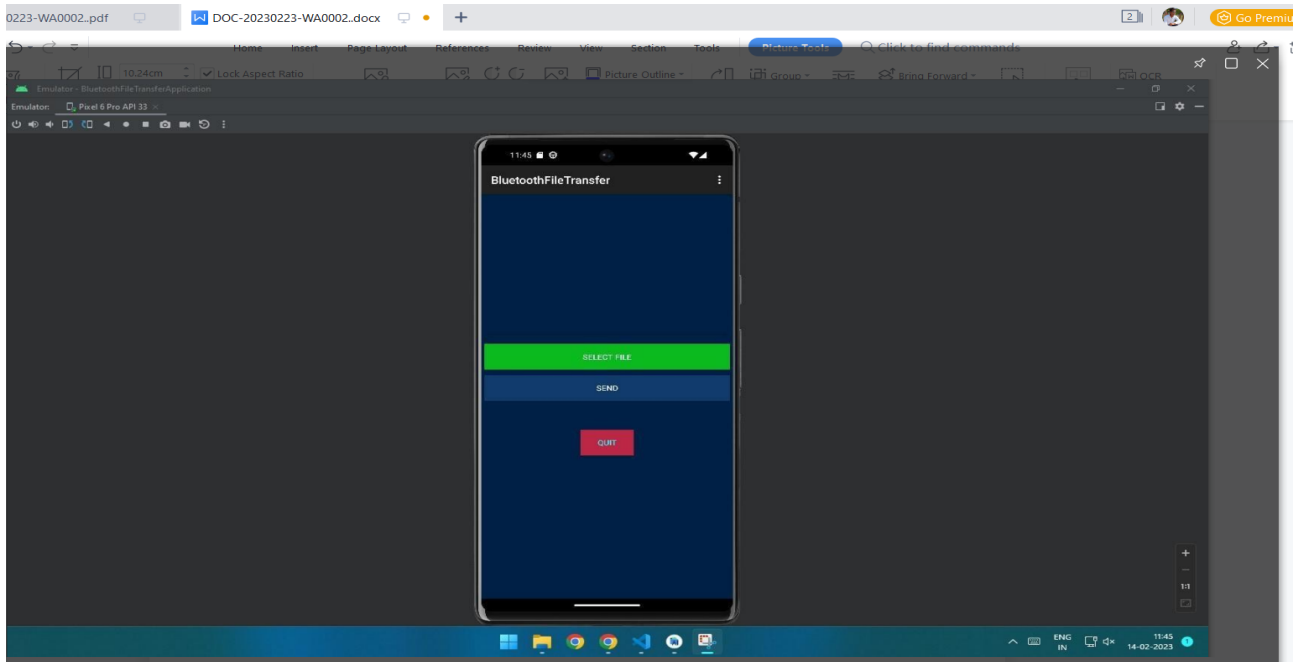 0223-WA0002..pdf
DOC-20230223-WA0002..docx
2
Go Premiu
Home Insert Page Layout References Review View Section Tools Picture Tools Click to find commands
10.24cm Lock Aspect Ratio Picture Outline Group Bring Forward OCR
Emulator - BluetoothFileTransferApplication
Emulator: Pixel 6 Pro API 33
11:45
BluetoothFileTransfer
SELECT FILE
SEND
QUIT
1:1
ENG
IN
11:45
14-02-2023
1